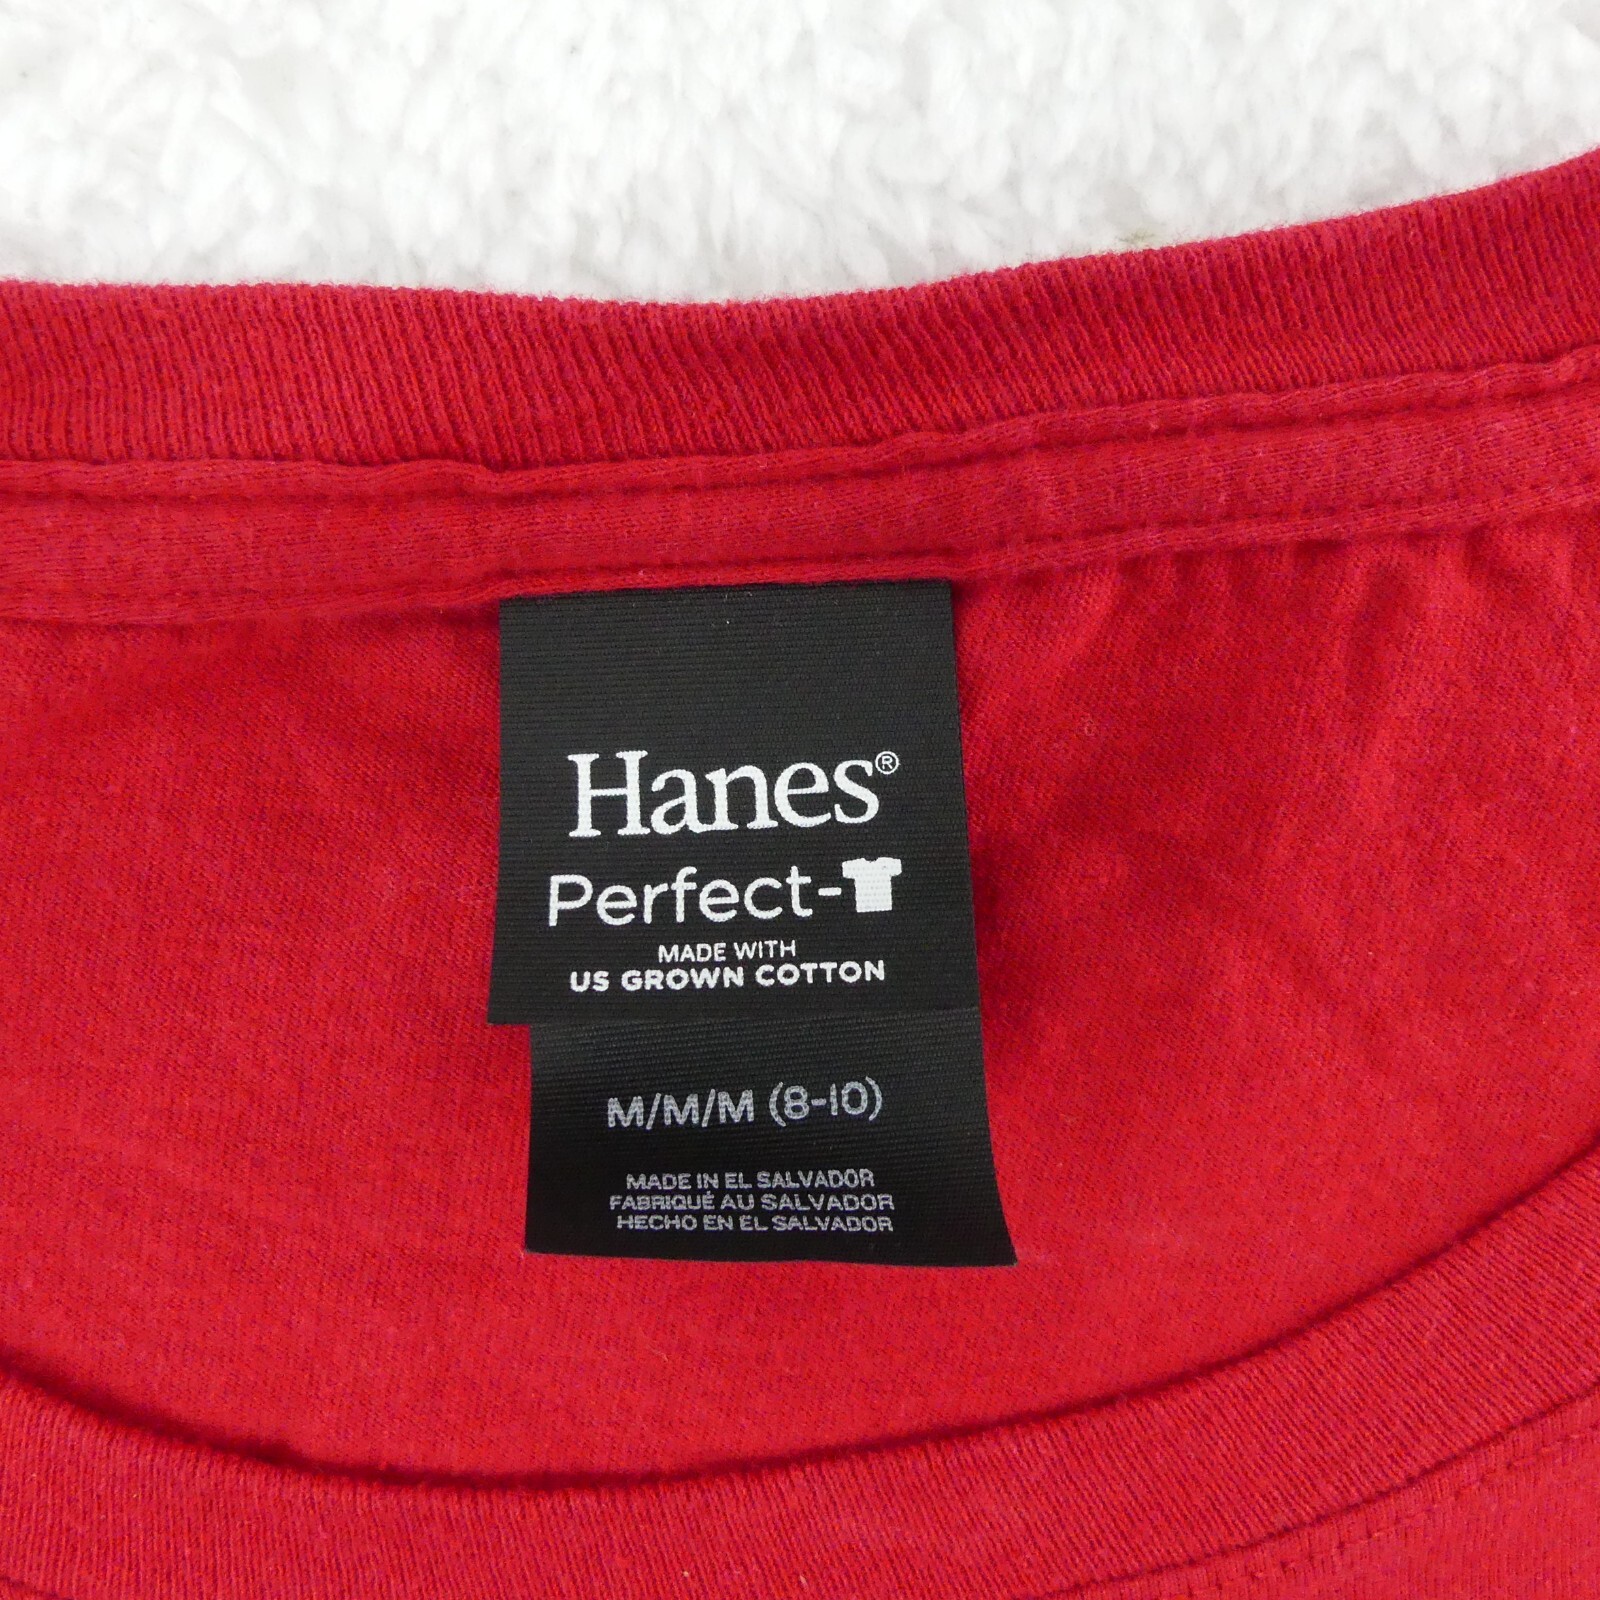 Hanes®
Perfect-
MADE WITH
US GROWN COTTON
M/M/M (8-10)
MADE IN EL SALVADOR
FABRIQUÉ AU SALVADOR
HECHO EN EL SALVADOR